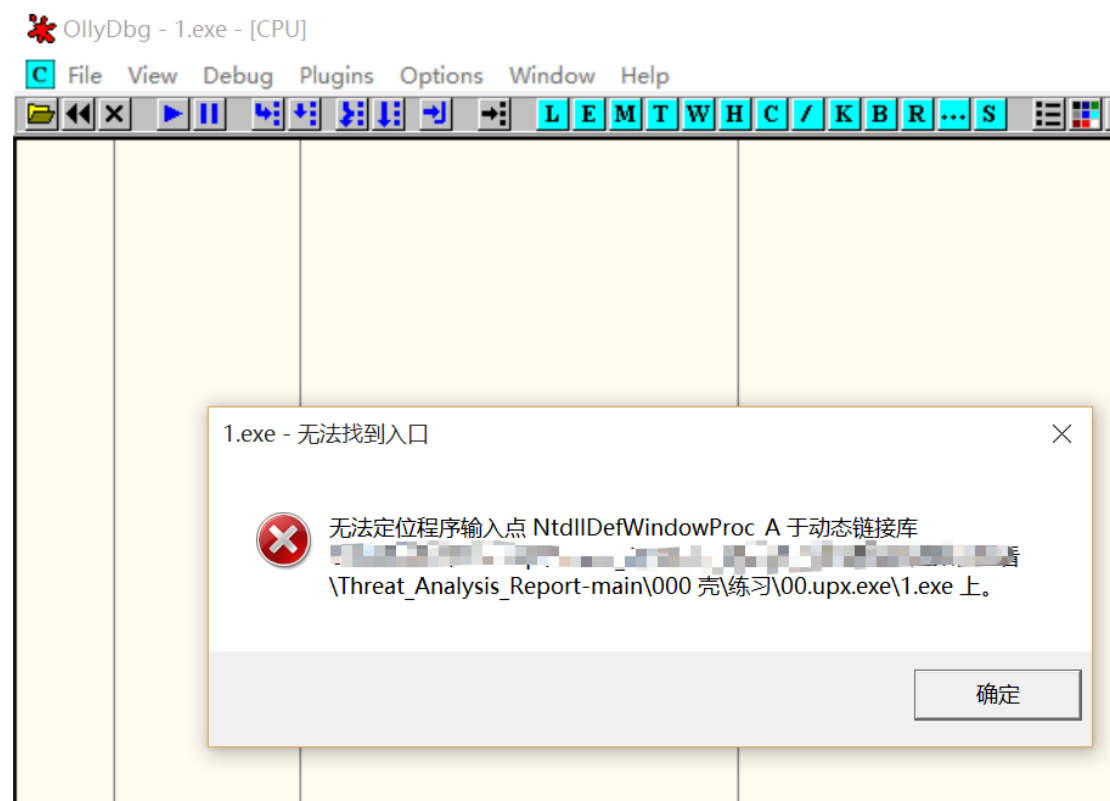 OllyDbg - 1.exe - [CPU]
C File View Debug Plugins Options Window Help
L E M T W H C / K B R ... S
1.exe - 无法找到入口
无法定位程序输入点 NtdllDefWindowProc_A 于动态链接库
\Threat_Analysis_Report-main\000 壳\练习\00.upx.exe\1.exe 上。
确定